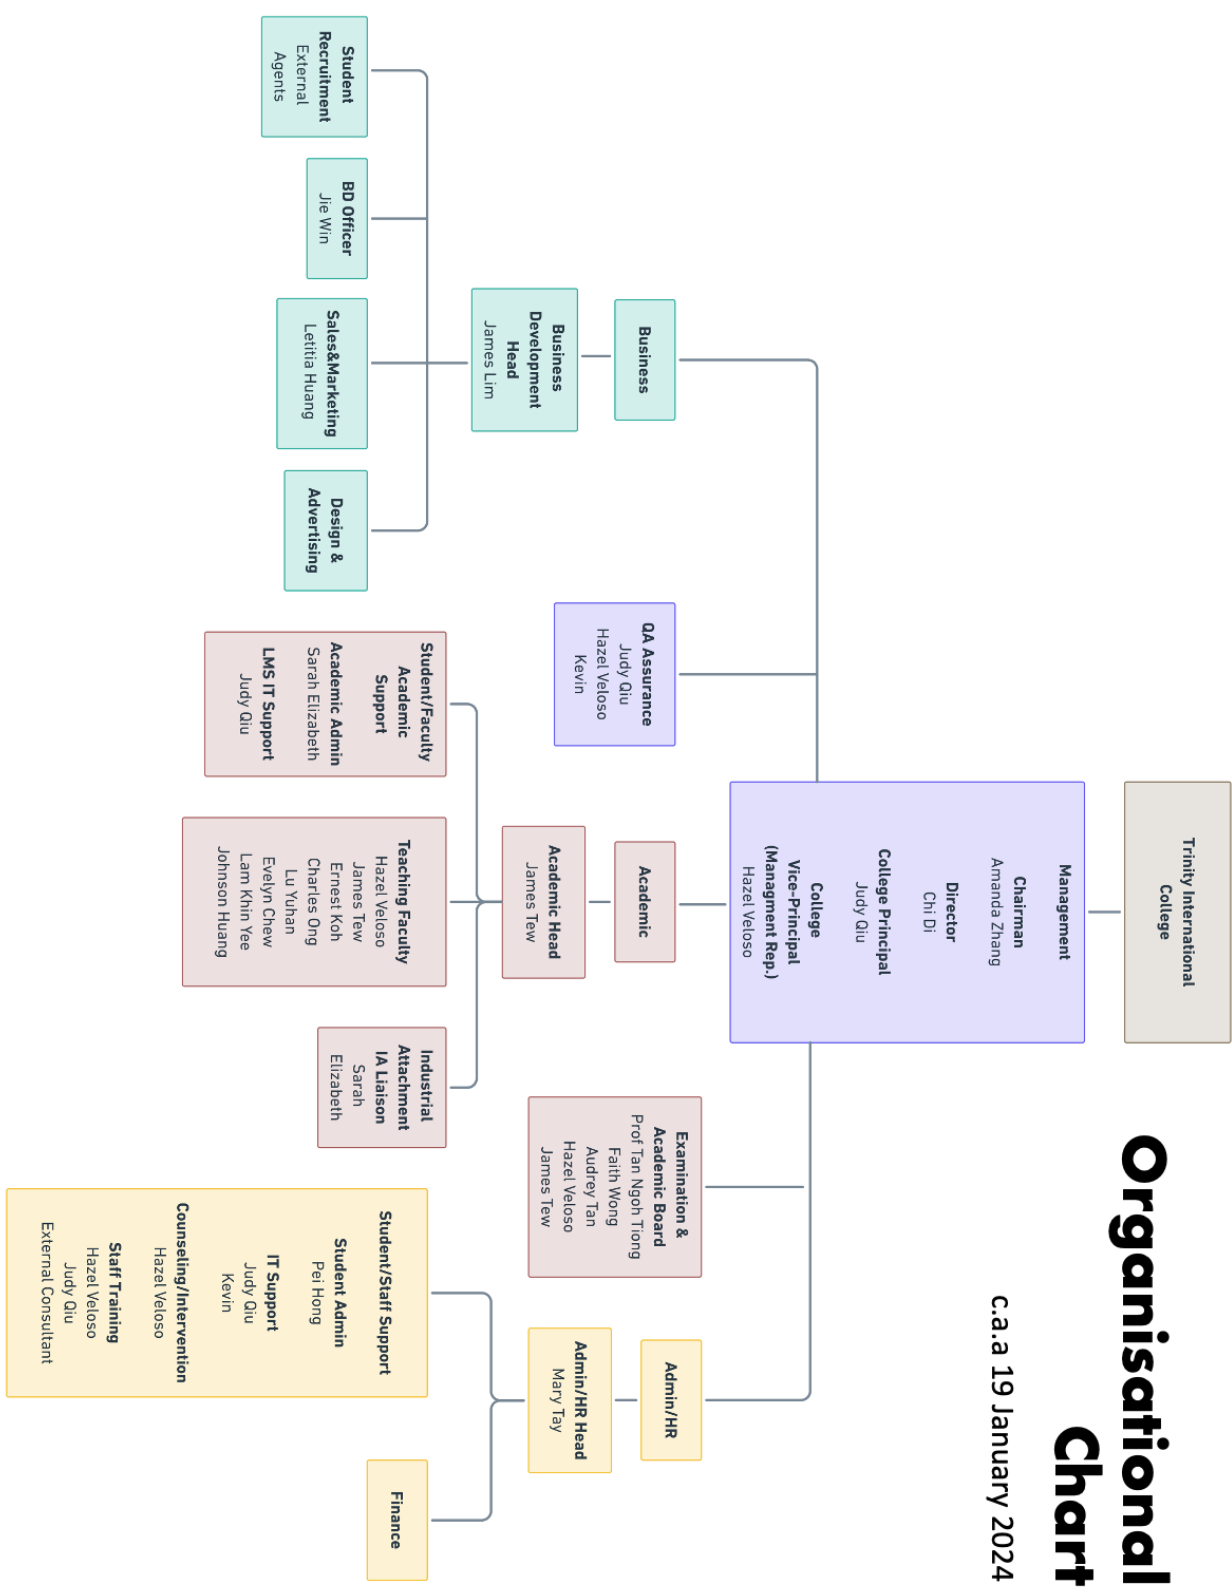 Organisational
Chart
c.a.a 19 January 2024
Trinity International
College
Management
Chairman
Amanda Zhang
Director
Chi Di
College Principal
Judy Qiu
College
Vice-Principal
(Managment Rep.)
Hazel Veloso
Business
Business
Development
Head
James Lim
Student
Recruitment
External
Agents
BD Officer
Jie Win
Sales&Marketing
Letitia Huang
Design &
Advertising
QA Assurance
Judy Qiu
Hazel Veloso
Kevin
Academic
Academic Head
James Tew
Student/Faculty
Academic
Support
Academic Admin
Sarah Elizabeth
LMS IT Support
Judy Qiu
Teaching Faculty
Hazel Veloso
James Tew
Ernest Koh
Charles Ong
Lu Yuhan
Evelyn Chew
Lam Khin Yee
Johnson Huang
Industrial
Attachment
IA Liaison
Sarah
Elizabeth
Examination &
Academic Board
Prof Tan Ngoh Tiong
Faith Wong
Audrey Tan
Hazel Veloso
James Tew
Admin/HR
Admin/HR Head
Mary Tay
Student/Staff Support
Student Admin
Pei Hong
IT Support
Judy Qiu
Kevin
Counseling/Intervention
Hazel Veloso
Staff Training
Hazel Veloso
Judy Qiu
External Consultant
Finance